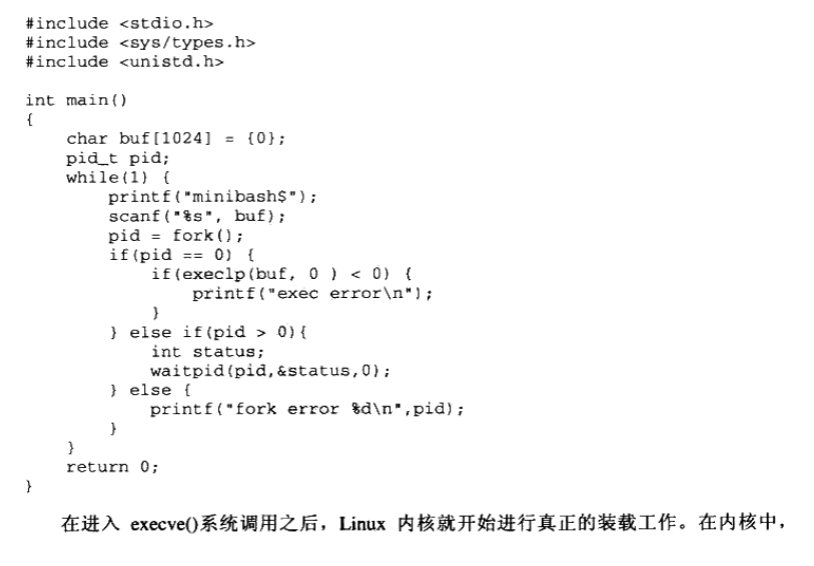 #include <stdio.h>
#include <sys/types.h>
#include <unistd.h>

int main()
{
    char buf[1024] = {0};
    pid_t pid;
    while(1) {
        printf("minibash$");
        scanf("%s", buf);
        pid = fork();
        if(pid == 0) {
            if(execlp(buf, 0 ) < 0) {
                printf("exec error\n");
            }
        } else if(pid > 0){
            int status;
            waitpid(pid,&status,0);
        } else {
            printf("fork error %d\n",pid);
        }
    }
    return 0;
}
在进入 execve()系统调用之后，Linux 内核就开始进行真正的装载工作。在内核中，